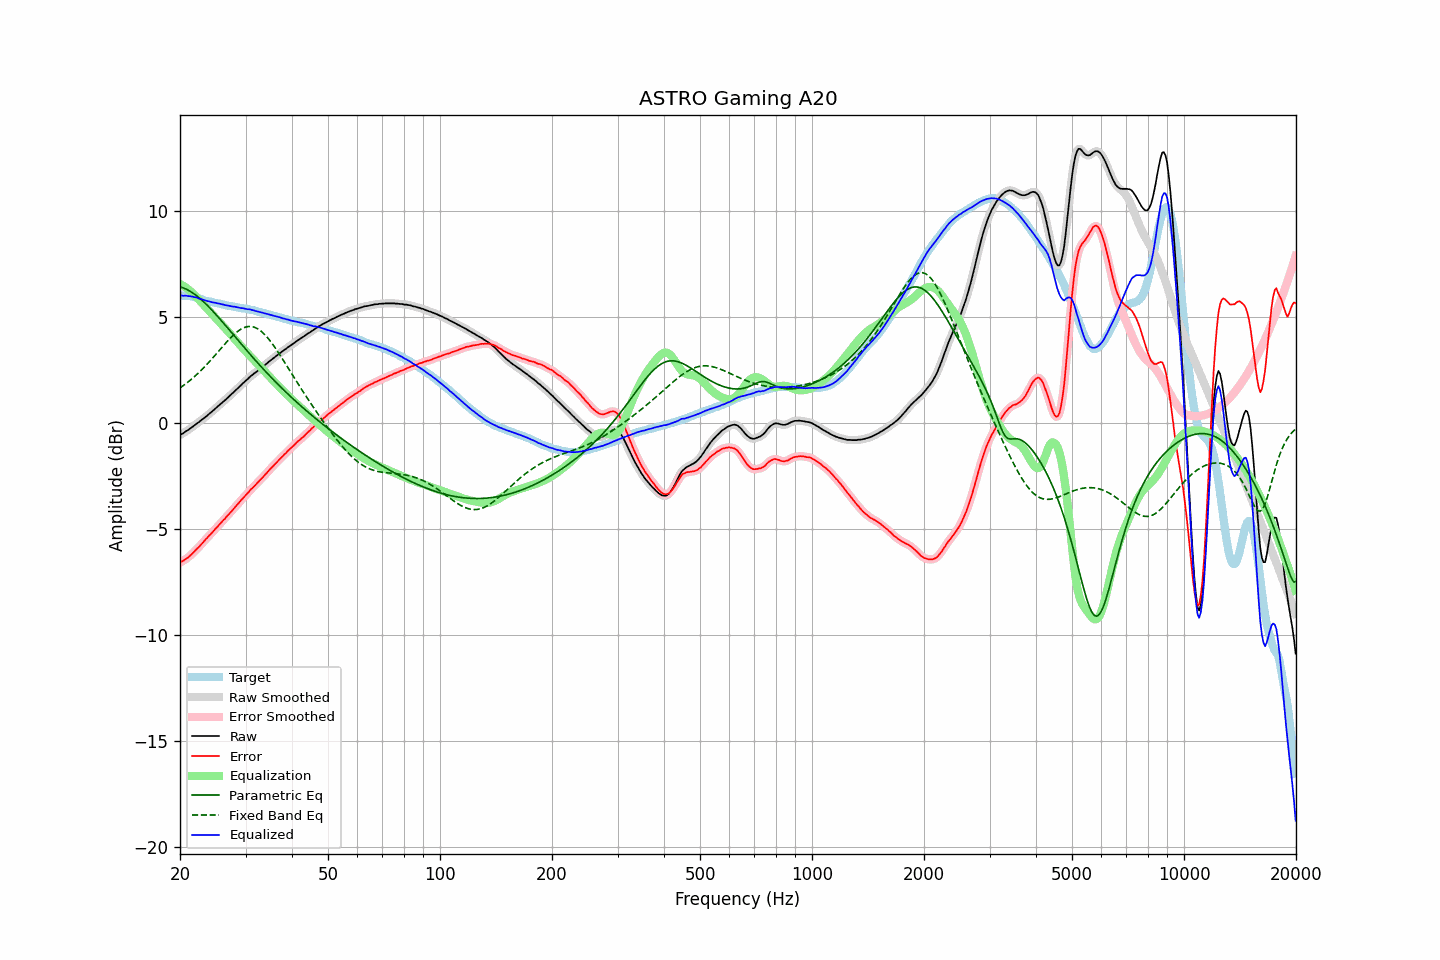 ASTRO Gaming A20
Amplitude (dBr)
10
5
0
−5
−10
−15
−20
Target
Raw Smoothed
Error Smoothed
Raw
Error
Equalization
Parametric Eq
Fixed Band Eq
Equalized
20 50 100 200 500 1000 2000 5000 10000 20000
Frequency (Hz)